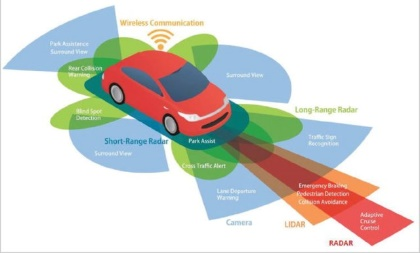 Wireless Communication
Park Assistance
Surround View
Rear Collision
Warning
Surround View
Blind Spot
Detection
Long-Range Radar
Short-Range Radar
Park Assist
Traffic Sign
Recognition
Surround View
Cross Traffic Alert
Lane Departure
Warning
Emergency Braking
Pedestrian Detection
Collision Avoidance
Camera
LIDAR
Adaptive
Cruise
Control
RADAR